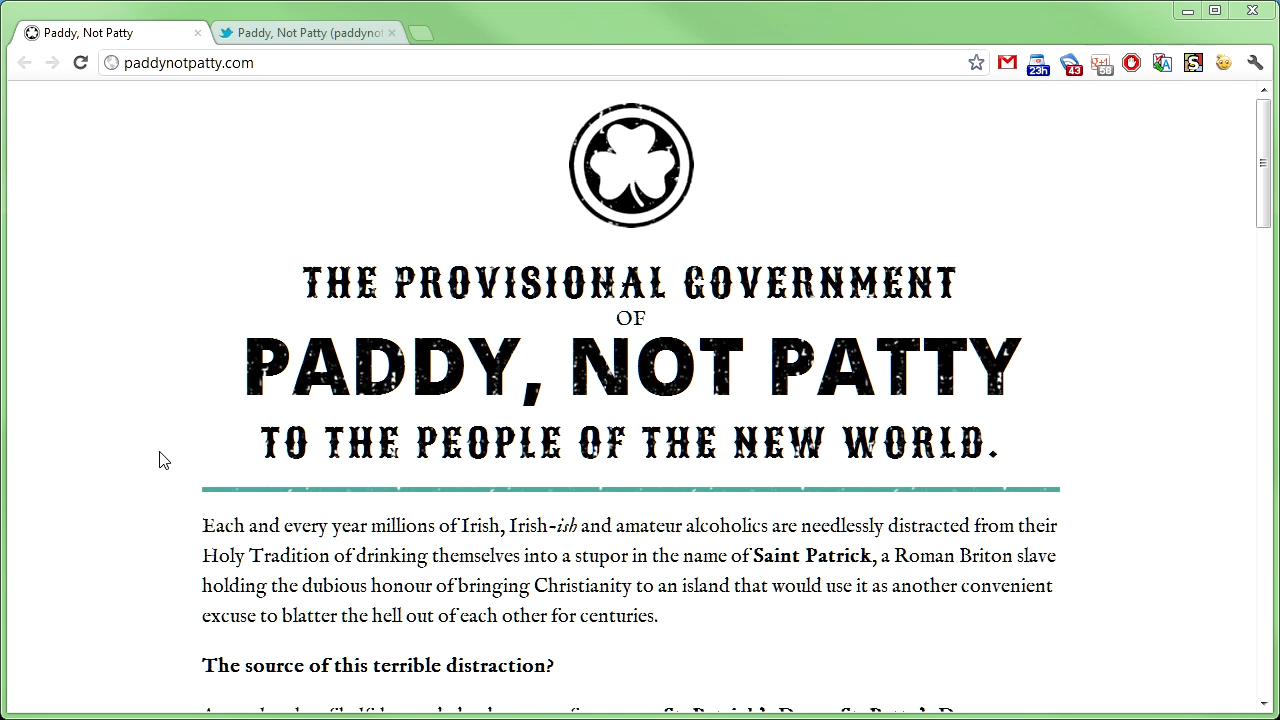 Paddy, Not Patty
Paddy, Not Patty (paddynot
paddynotpatty.com
23h
43
58
THE PROVISIONAL GOVERNMENT
OF
PADDY, NOT PATTY
TO THE PEOPLE OF THE NEW WORLD.
Each and every year millions of Irish, Irish-ish and amateur alcoholics are needlessly distracted from their
Holy Tradition of drinking themselves into a stupor in the name of Saint Patrick, a Roman Briton slave
holding the dubious honour of bringing Christianity to an island that would use it as another convenient
excuse to blatter the hell out of each other for centuries.
The source of this terrible distraction?